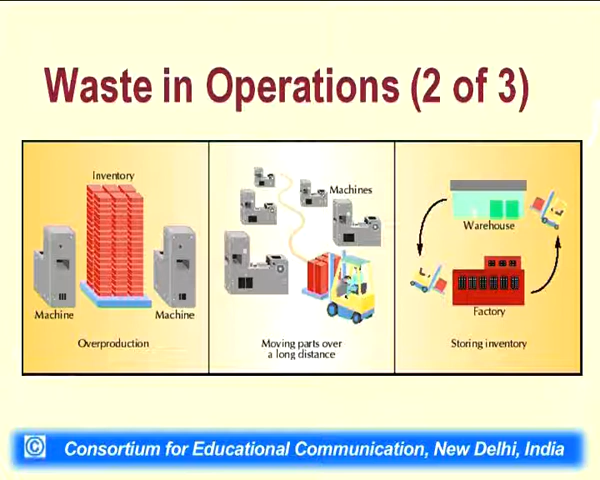 Waste in Operations (2 of 3)
Inventory
Machine
Machine
Overproduction
Machines
Moving parts over
a long distance
Warehouse
Factory
Storing inventory
© Consortium for Educational Communication, New Delhi, India